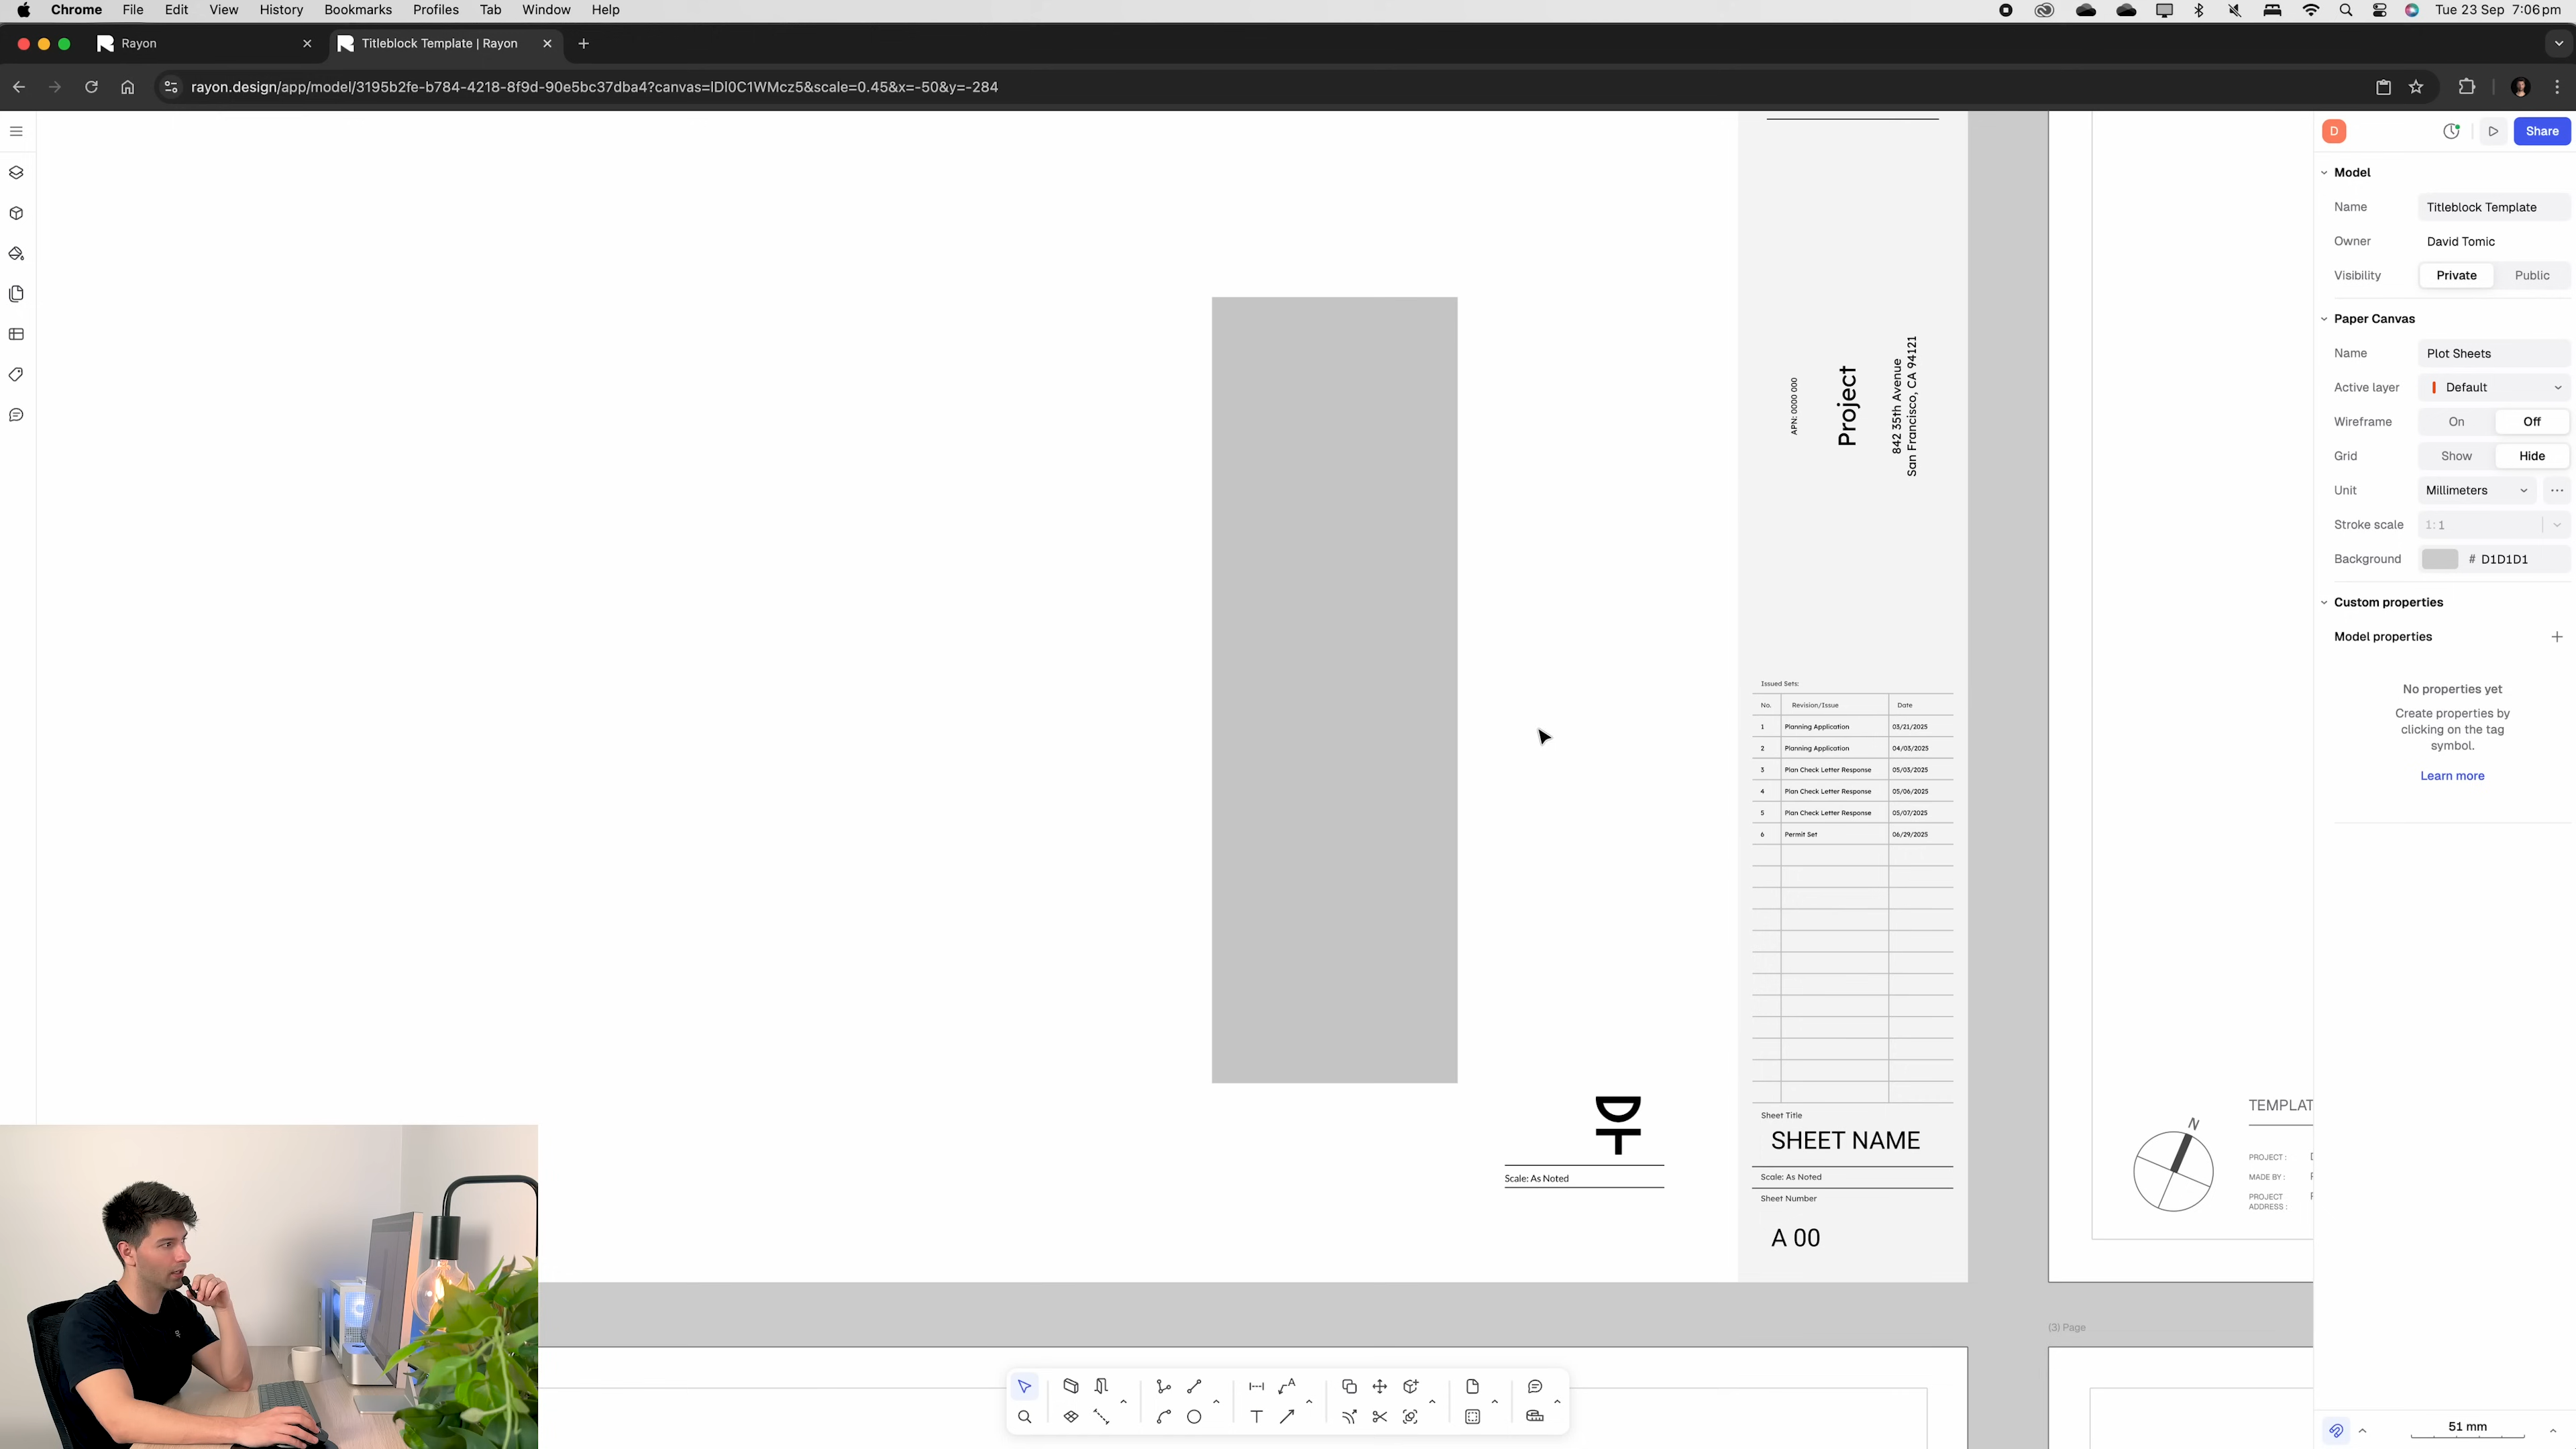 Chrome File Edit View History Bookmarks Profiles Tab Window Help
Tue 23 Sep 7:06 pm
Rayon
Titleblock Template | Rayon
rayon.design/app/model/3195b2fe-b784-4218-8f9d-90e5bc37dba4?canvas=lDl0C1WMcz5&scale=0.45&x=-50&y=-284
D
Share
Model
Name Titleblock Template
Owner David Tomic
Visibility Private Public
Paper Canvas
Name Plot Sheets
Active layer Default
Wireframe On Off
Grid Show Hide
Unit Millimeters
Stroke scale 1: 1
Background # D1D1D1
Custom properties
Model properties
No properties yet
Create properties by
clicking on the tag
symbol.
Learn more
APN: 0000 000
Project
842 35th Avenue
San Francisco, CA 94121
Issued Sets:
No. Revision/Issue Date
1 Planning Application 03/21/2025
2 Planning Application 04/03/2025
3 Plan Check Letter Response 05/03/2025
4 Plan Check Letter Response 05/06/2025
5 Plan Check Letter Response 05/07/2025
6 Permit Set 06/29/2025
Sheet Title
SHEET NAME
Scale: As Noted
Sheet Number
A 00
Scale: As Noted
N
TEMPLAT
PROJECT :
MADE BY :
PROJECT
ADDRESS :
(3) Page
51 mm